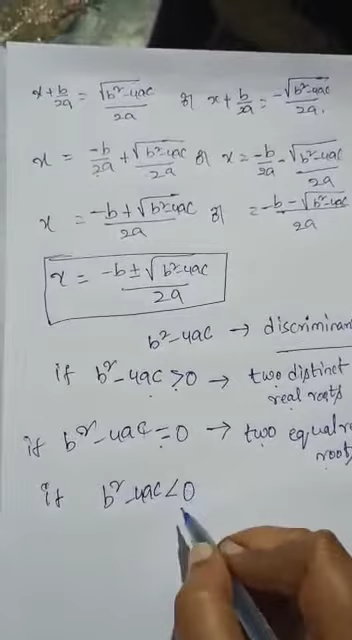 x + b/2a = √(b²-4ac)/2a or x + b/2a = -√(b²-4ac)/2a,
x = -b/2a + √(b²-4ac)/2a or x = -b/2a - √(b²-4ac)/2a
x = (-b + √(b²-4ac))/2a or = (-b - √(b²-4ac))/2a
x = (-b ± √(b²-4ac))/2a
b²-4ac → discriminan
if b²-4ac > 0 → two distinct
real roots
if b²-4ac = 0 → two equal
roots
if b²-4ac < 0